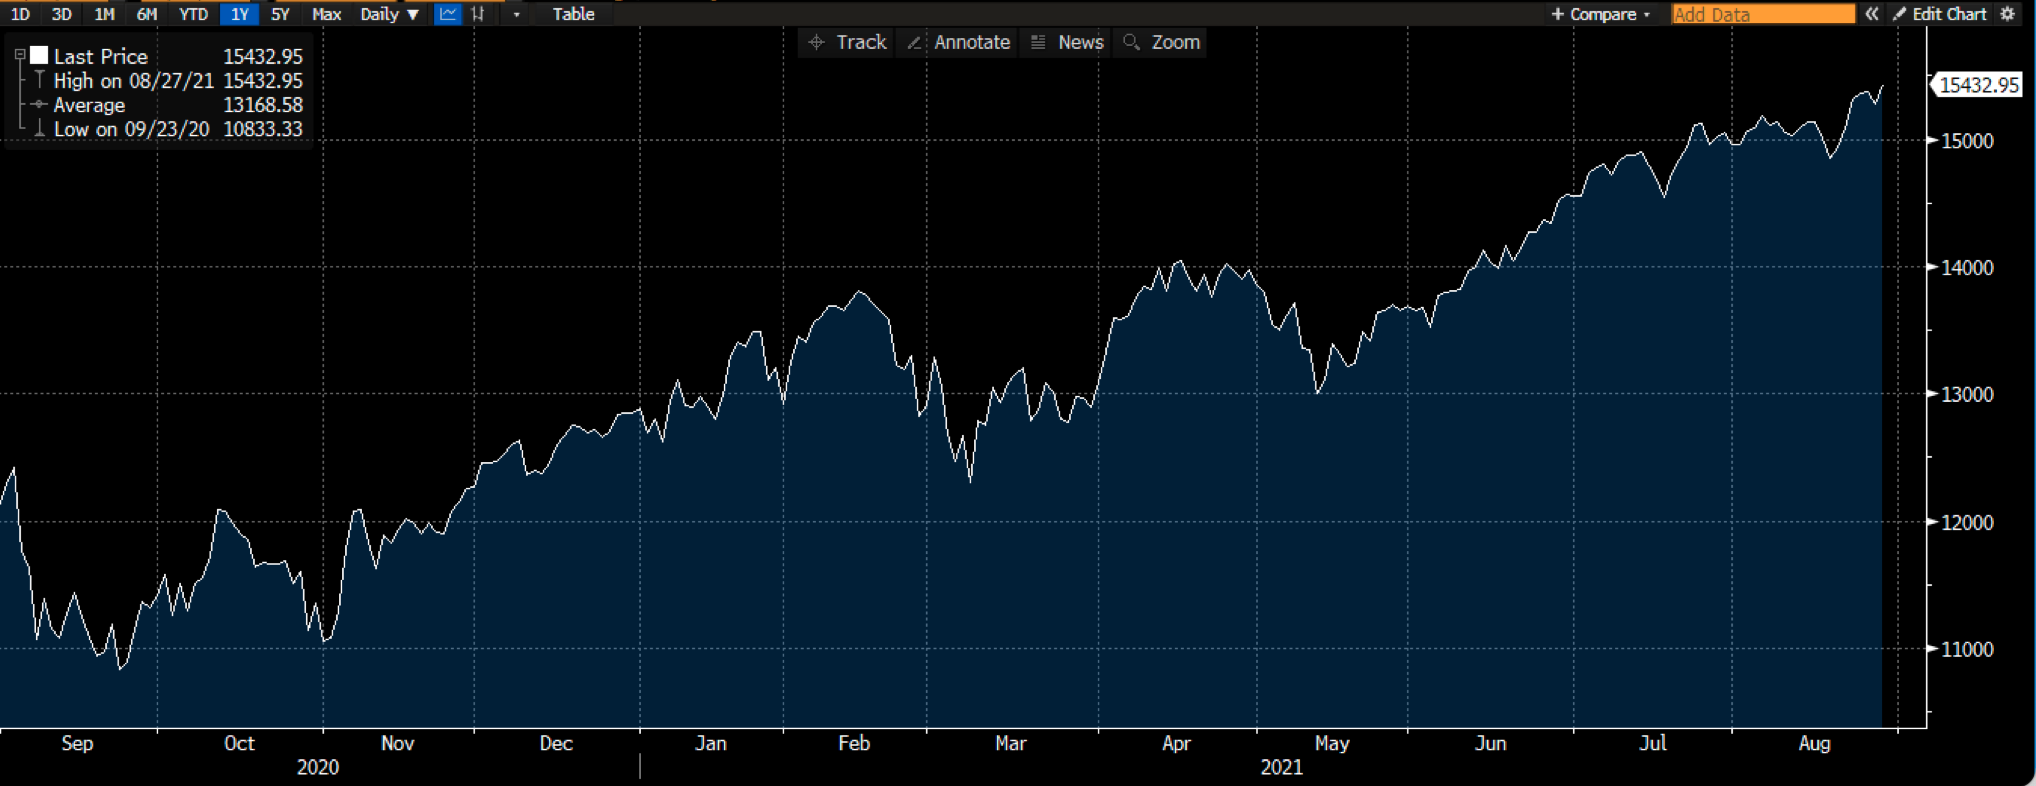 1D 3D 1M 6M YTD 1Y 5Y Max Daily ▼ Table + Compare Add Data « Edit Chart
Track Annotate News Zoom
Last Price 15432.95
High on 08/27/21 15432.95
Average 13168.58
Low on 09/23/20 10833.33
15432.95
15000
14000
13000
12000
11000
Sep Oct Nov Dec Jan Feb Mar Apr May Jun Jul Aug
2020 2021